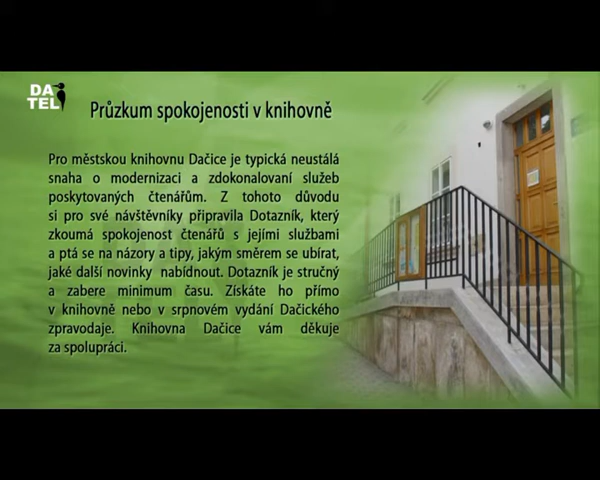 DA
TEL
Průzkum spokojenosti v knihovně
Pro městskou knihovnu Dačice je typická neustálá
snaha o modernizaci a zdokonalovaní služeb
poskytovaných čtenářům. Z tohoto důvodu
si pro své návštěvníky připravila Dotazník, který
zkoumá spokojenost čtenářů s jejími službami
a ptá se na názory a tipy, jakým směrem se ubírat,
jaké další novinky nabídnout. Dotazník je stručný
a zabere minimum času. Získáte ho přímo
v knihovně nebo v srpnovém vydání Dačického
zpravodaje. Knihovna Dačice vám děkuje
za spolupráci.